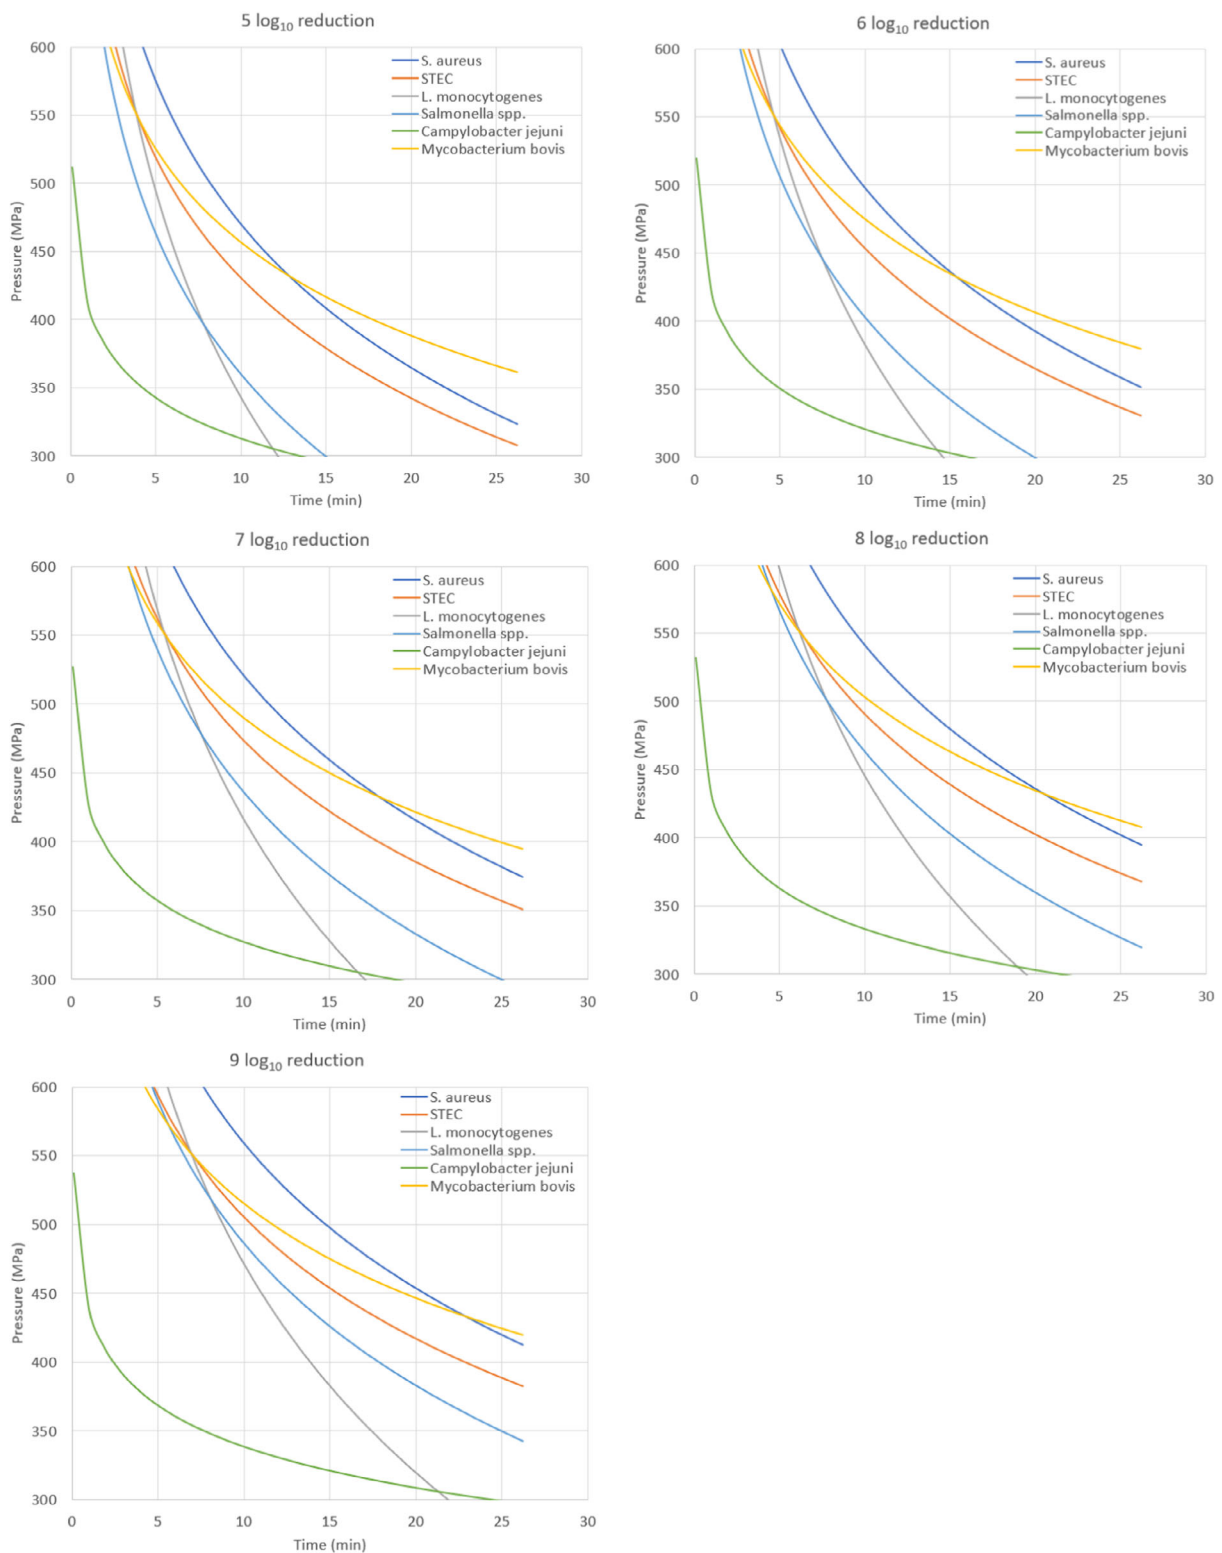 5 log₁₀ reduction
600
550
500
450
400
350
300
Pressure (MPa)
S. aureus
STEC
L. monocytogenes
Salmonella spp.
Campylobacter jejuni
Mycobacterium bovis
0 5 10 15 20 25 30
Time (min)
6 log₁₀ reduction
600
550
500
450
400
350
300
Pressure (MPa)
S. aureus
STEC
L. monocytogenes
Salmonella spp.
Campylobacter jejuni
Mycobacterium bovis
0 5 10 15 20 25 30
Time (min)
7 log₁₀ reduction
600
550
500
450
400
350
300
Pressure (MPa)
S. aureus
STEC
L. monocytogenes
Salmonella spp.
Campylobacter jejuni
Mycobacterium bovis
0 5 10 15 20 25 30
Time (min)
8 log₁₀ reduction
600
550
500
450
400
350
300
Pressure (MPa)
S. aureus
STEC
L. monocytogenes
Salmonella spp.
Campylobacter jejuni
Mycobacterium bovis
0 5 10 15 20 25 30
Time (min)
9 log₁₀ reduction
600
550
500
450
400
350
300
Pressure (MPa)
S. aureus
STEC
L. monocytogenes
Salmonella spp.
Campylobacter jejuni
Mycobacterium bovis
0 5 10 15 20 25 30
Time (min)